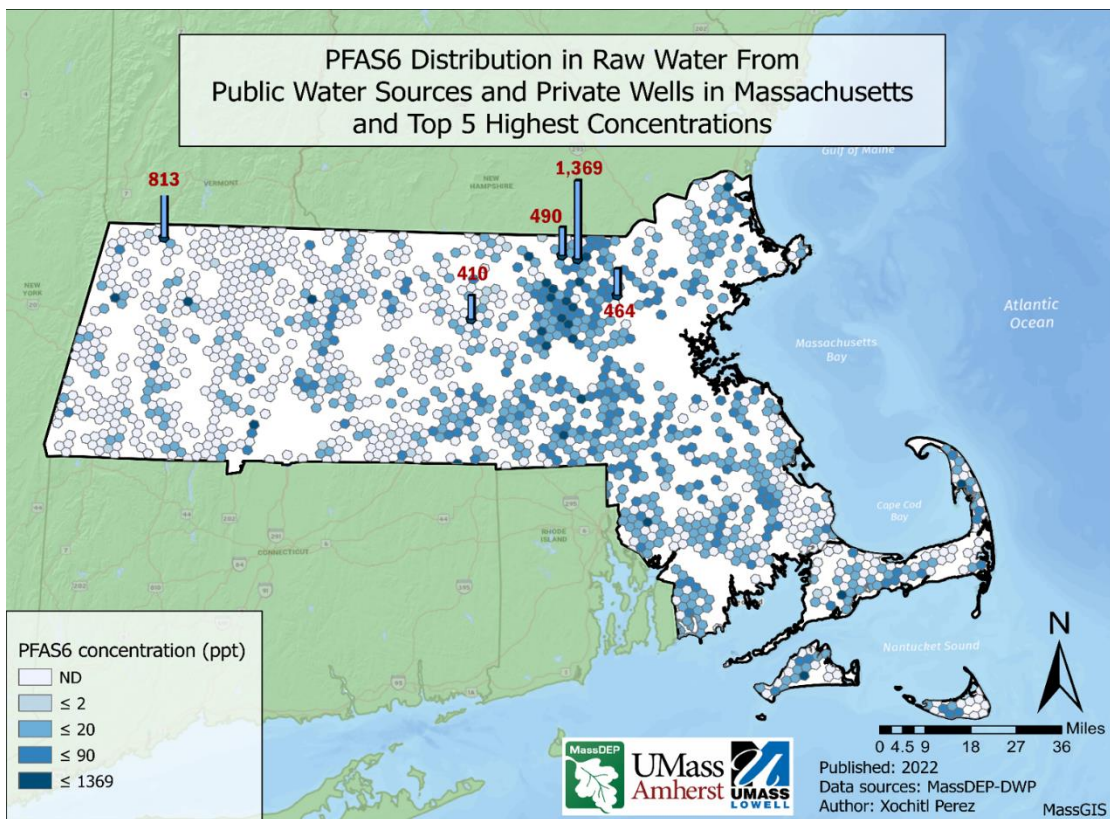 PFAS6 Distribution in Raw Water From
Public Water Sources and Private Wells in Massachusetts
and Top 5 Highest Concentrations
Gulf of Maine
VERMONT
NEW
HAMPSHIRE
813
1,369
490
410
464
NEW
YORK
Atlantic
Ocean
Massachusetts
Bay
Cape Cod
Bay
RHODE
ISLAND
CONNECTICUT
Nantucket Sound
N
PFAS6 concentration (ppt)
ND
≤ 2
≤ 20
≤ 90
≤ 1369
MassDEP
UMass
Amherst
UMASS
LOWELL
Miles
0 4.5 9 18 27 36
Published: 2022
Data sources: MassDEP-DWP
Author: Xochitl Perez
MassGIS